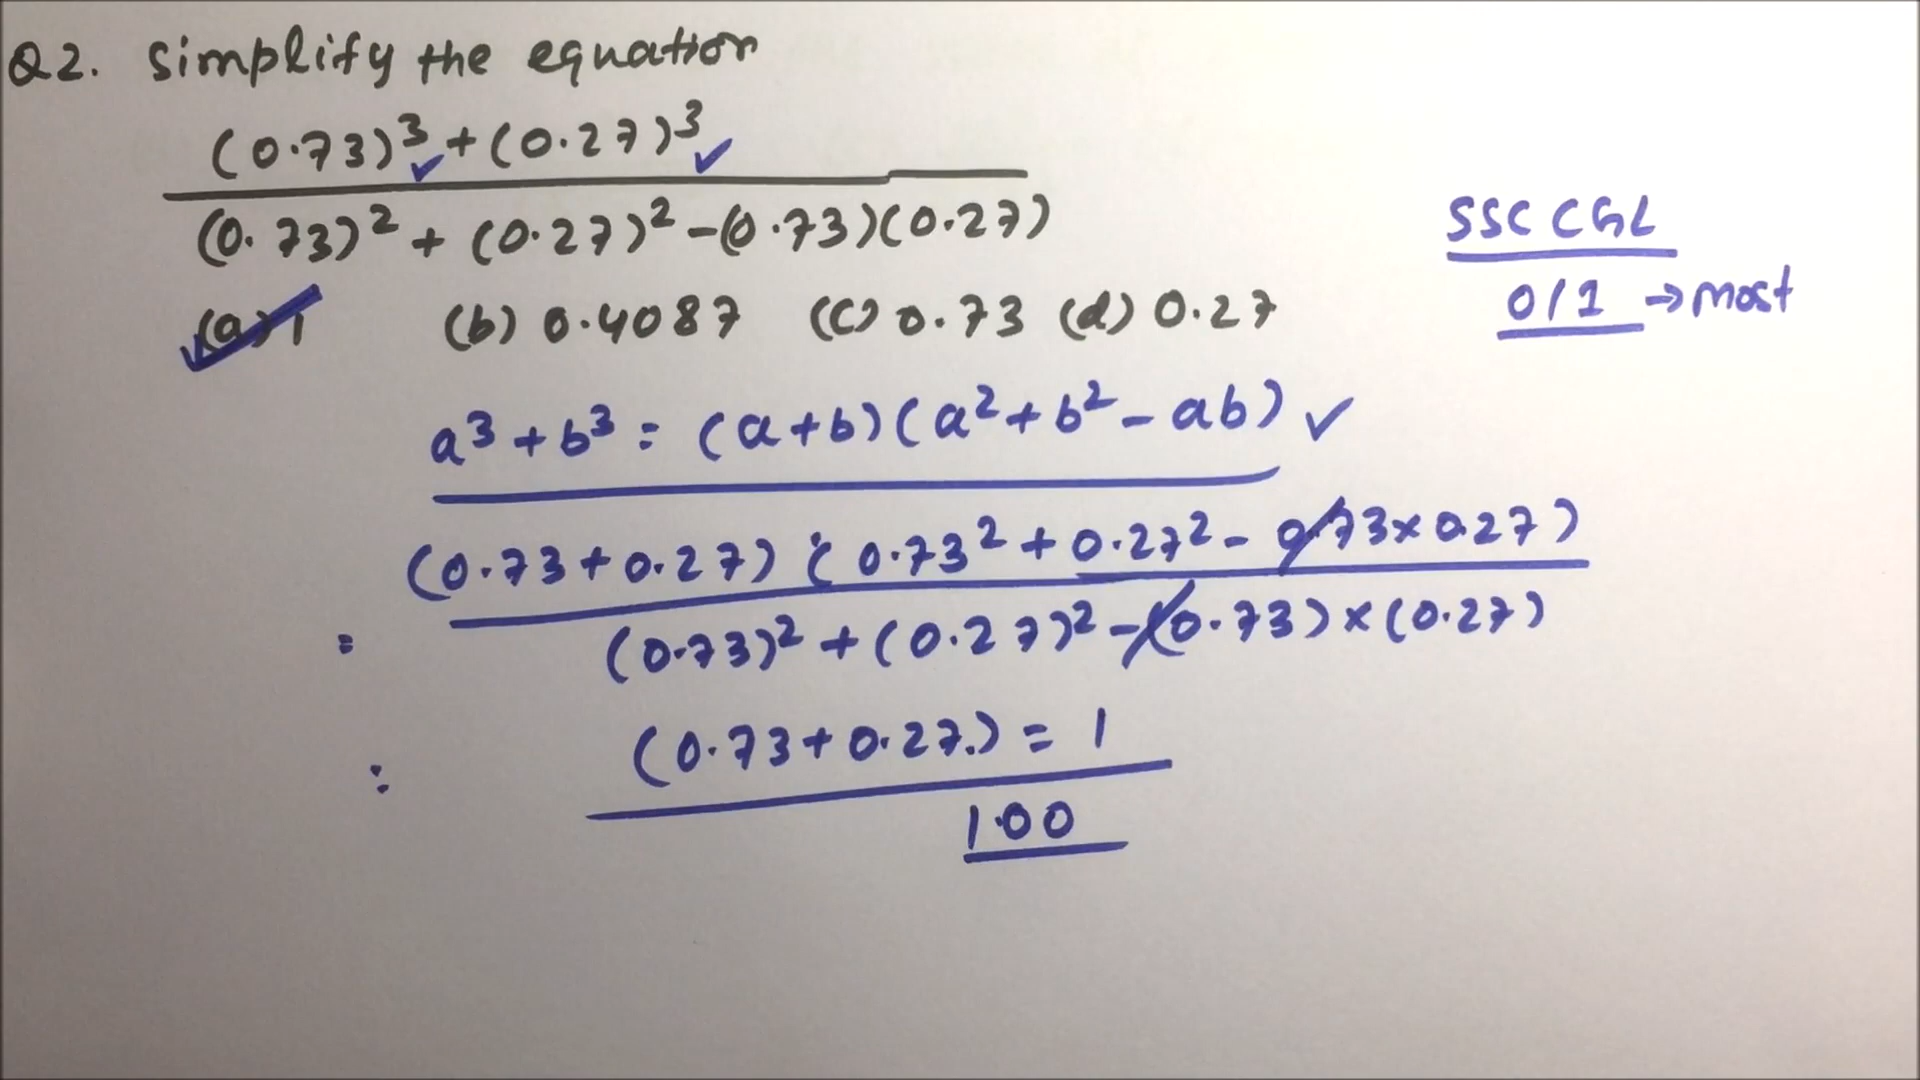 Q2. Simplify the equation
(0.73)³ ✓ + (0.27)³ ✓
(0.73)² + (0.27)² - (0.73)(0.27)
(a) 1 (b) 0.4087 (c) 0.73 (d) 0.27
SSC CGL
0/1 → most
a³ + b³ = (a+b)(a² + b² - ab) ✓
(0.73 + 0.27) (0.73² + 0.27² - 0.73 × 0.27)
= (0.73)² + (0.27)² - (0.73) × (0.27)
: (0.73 + 0.27.) = 1
1.00